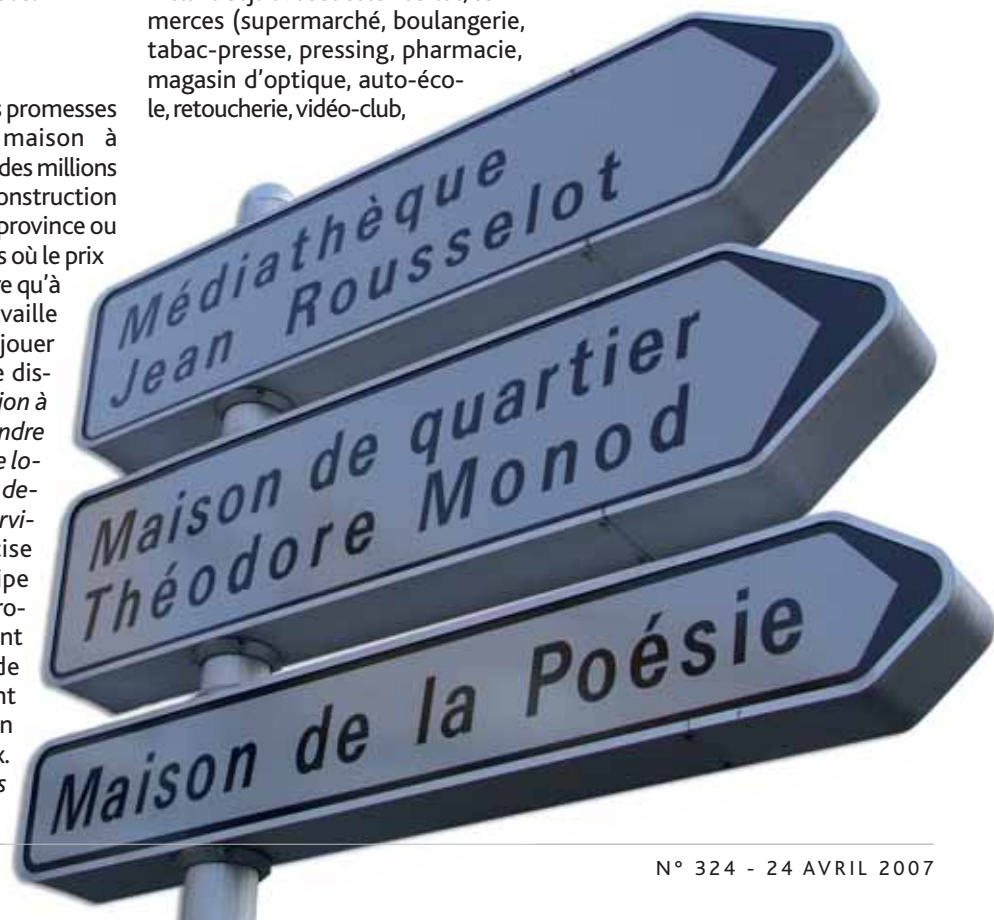 merces (supermarché, boulangerie,
tabac-presse, pressing, pharmacie,
magasin d'optique, auto-éco-
le, retoucherie, vidéo-club,
promesses
maison à
des millions
onstruction
province ou
où le prix
re qu'à
vaille
jouer
dis-
ion à
ndre
lo-
de-
rvi-
cise
ipe
ro-
nt
de
nt
n
x.
s
Médiathèque
Jean Rousselot
Maison de quartier
Théodore Monod
Maison de la Poésie
N° 324 - 24 AVRIL 2007